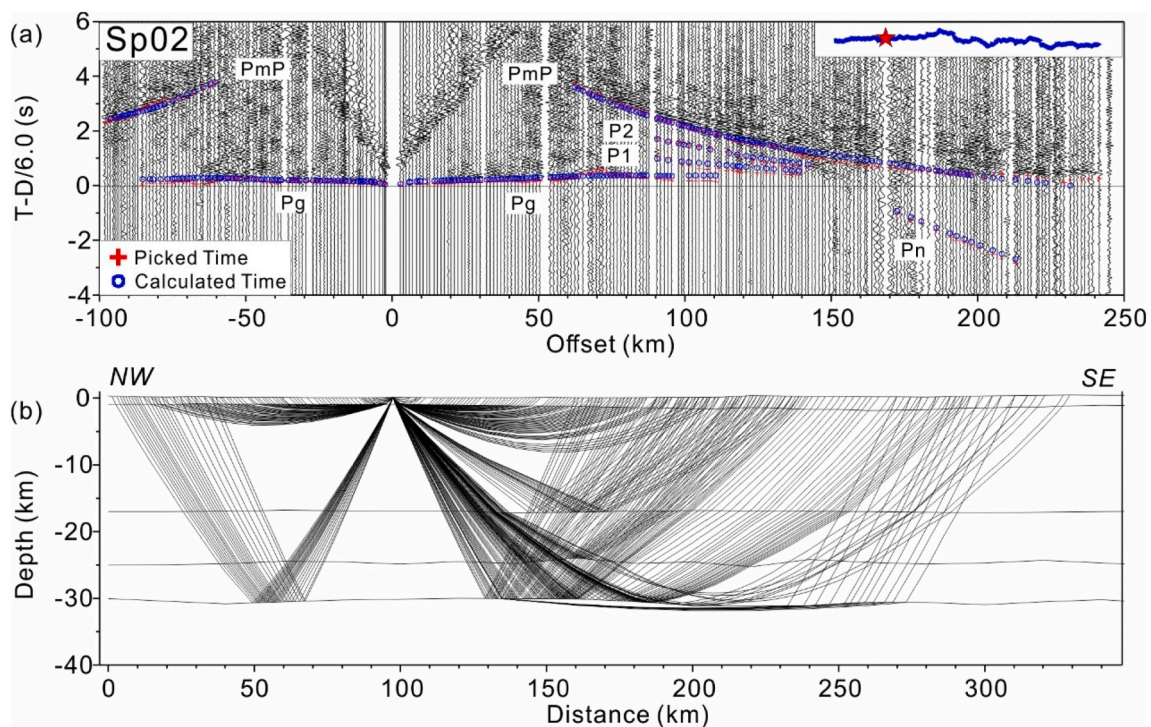 (a)
Sp02
6
4
2
0
-2
-4
T-D/6.0 (s)
PmP
PmP
P2
P1
Pg
Pg
Pn
Picked Time
Calculated Time
-100
-50
0
50
100
150
200
250
Offset (km)
(b)
NW
SE
0
-10
-20
-30
-40
Depth (km)
0
50
100
150
200
250
300
Distance (km)